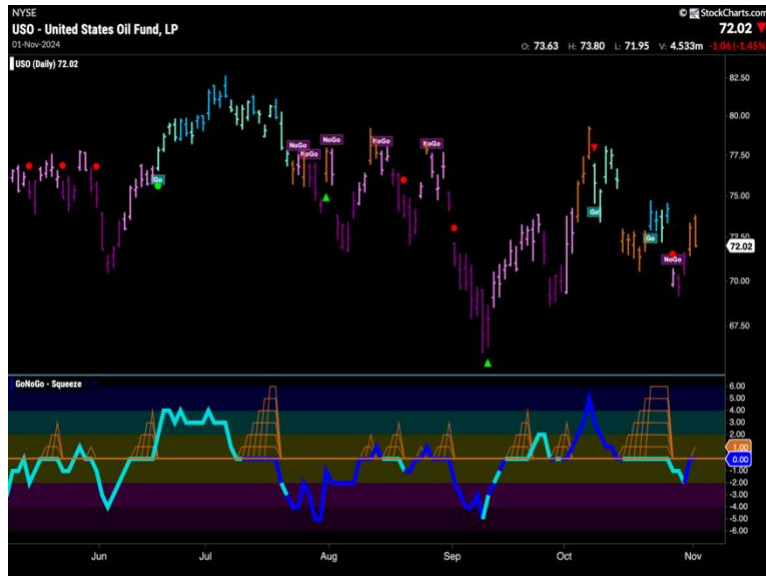 NYSE
© StockCharts.com
USO - United States Oil Fund, LP
72.02
01-Nov-2024
O: 73.63 H: 73.80 L: 71.95 V: 4.533m -1.06 (-1.45%)
USO (Daily) 72.02
82.50
80.00
NoGo
NoGo
NoGo
NoGo
NoGo
77.50
Go
75.00
Go
Go
72.50
72.02
NoGo
70.00
67.50
GoNoGo - Squeeze
6.00
5.00
4.00
3.00
2.00
1.00
0.00
-1.00
-2.00
-3.00
-4.00
-5.00
-6.00
Jun Jul Aug Sep Oct Nov